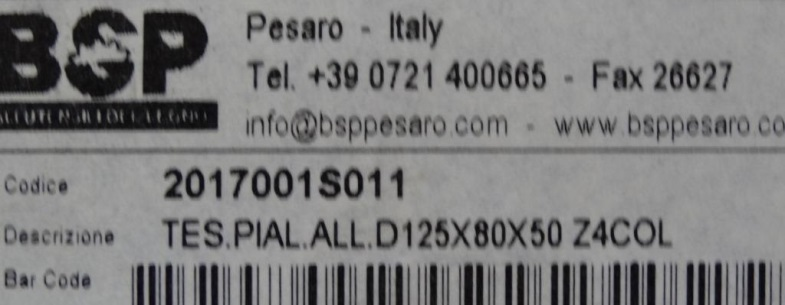 BSP
Pesaro - Italy
Tel. +39 0721 400665 - Fax 26627
info@bsppesaro.com - www.bsppesaro.co
Codice 2017001S011
Descrizione TES.PIAL.ALL.D125X80X50 Z4COL
Bar Code